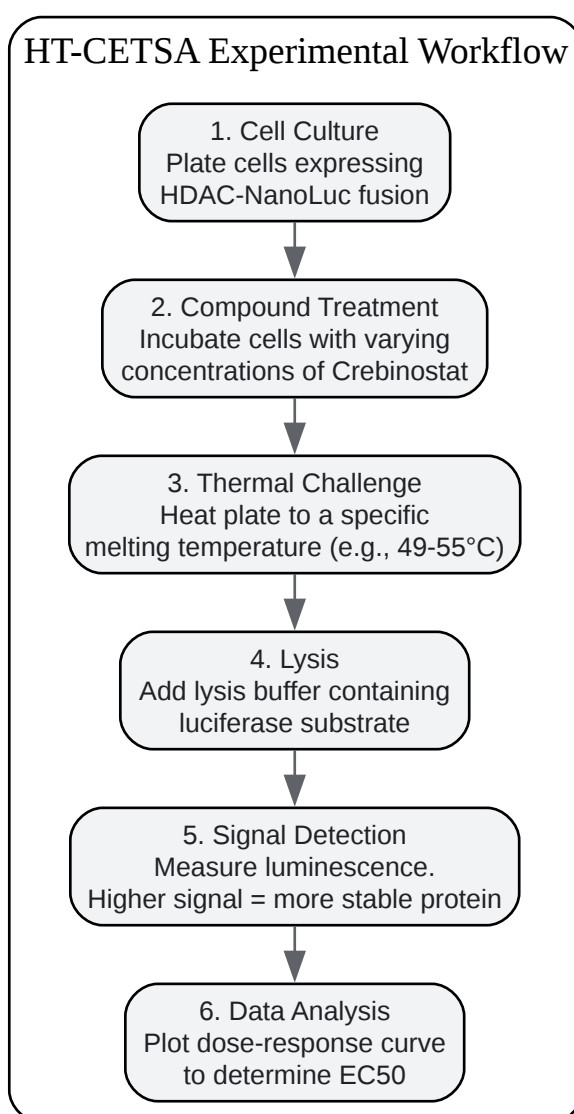 HT-CETSA Experimental Workflow
1. Cell Culture
Plate cells expressing
HDAC-NanoLuc fusion
2. Compound Treatment
Incubate cells with varying
concentrations of Crebinostat
3. Thermal Challenge
Heat plate to a specific
melting temperature (e.g., 49-55°C)
4. Lysis
Add lysis buffer containing
luciferase substrate
5. Signal Detection
Measure luminescence.
Higher signal = more stable protein
6. Data Analysis
Plot dose-response curve
to determine EC50